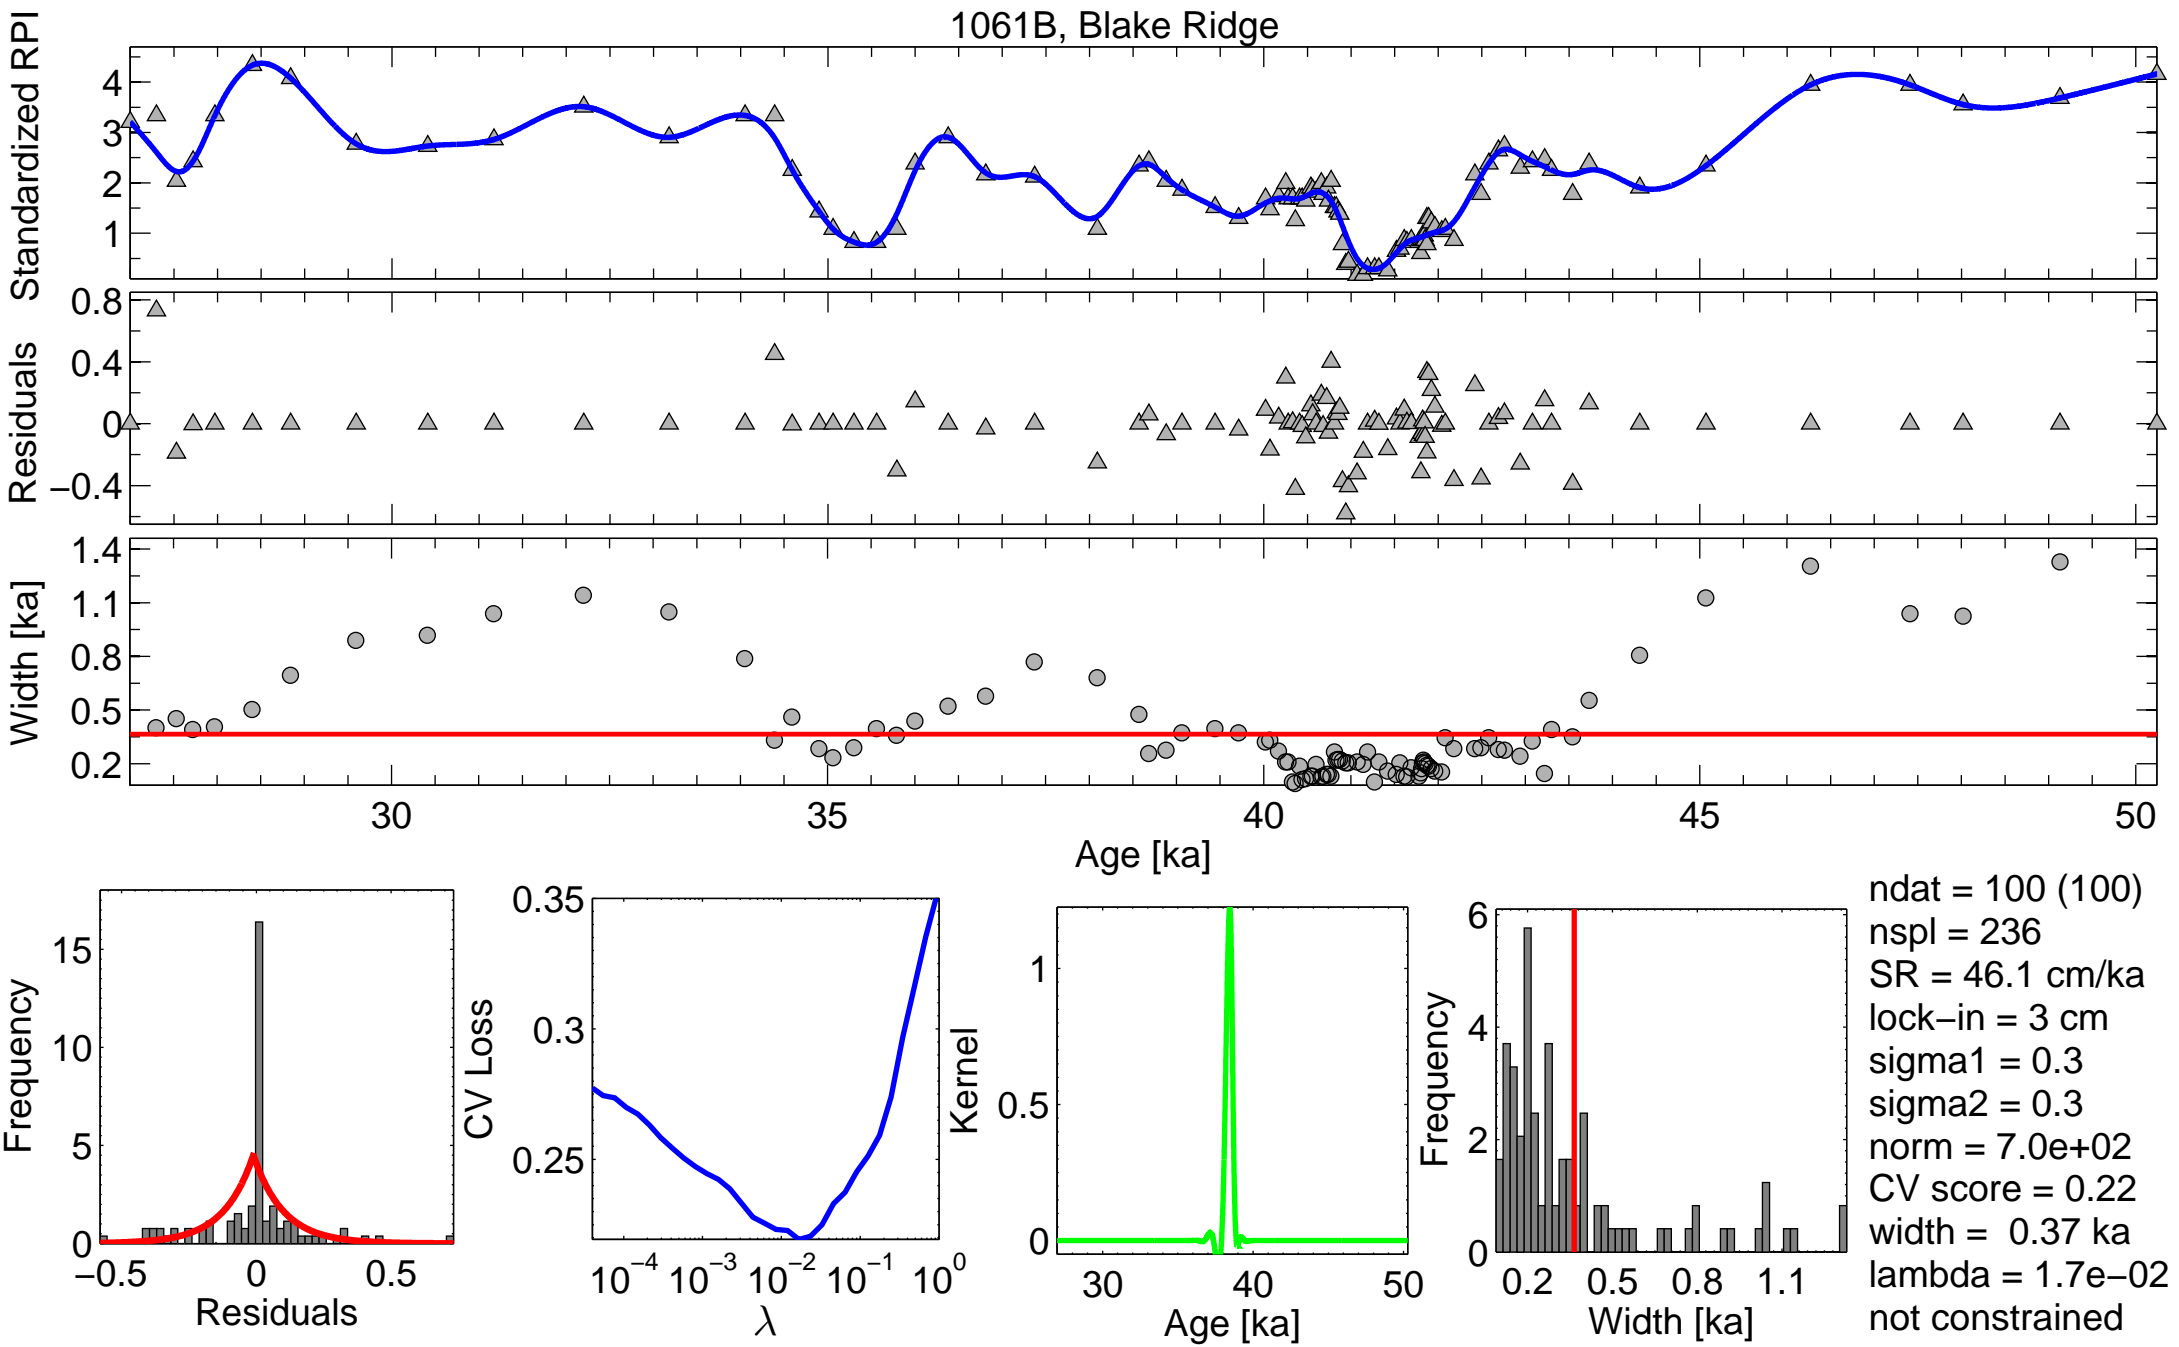 1061B, Blake Ridge
Standardized RPI
4
3
2
1
Residuals
0.8
0.4
0
−0.4
Width [ka]
1.4
1.1
0.8
0.5
0.2
30
35
40
45
50
Age [ka]
Frequency
15
10
5
0
−0.5
0
0.5
Residuals
CV Loss
0.35
0.3
0.25
10−4
10−3
10−2
10−1
100
λ
Kernel
1
0.5
0
30
40
50
Age [ka]
Frequency
6
4
2
0
0.2
0.5
0.8
1.1
Width [ka]
ndat = 100 (100)
nspl = 236
SR = 46.1 cm/ka
lock−in = 3 cm
sigma1 = 0.3
sigma2 = 0.3
norm = 7.0e+02
CV score = 0.22
width =  0.37 ka
lambda = 1.7e−02
not constrained